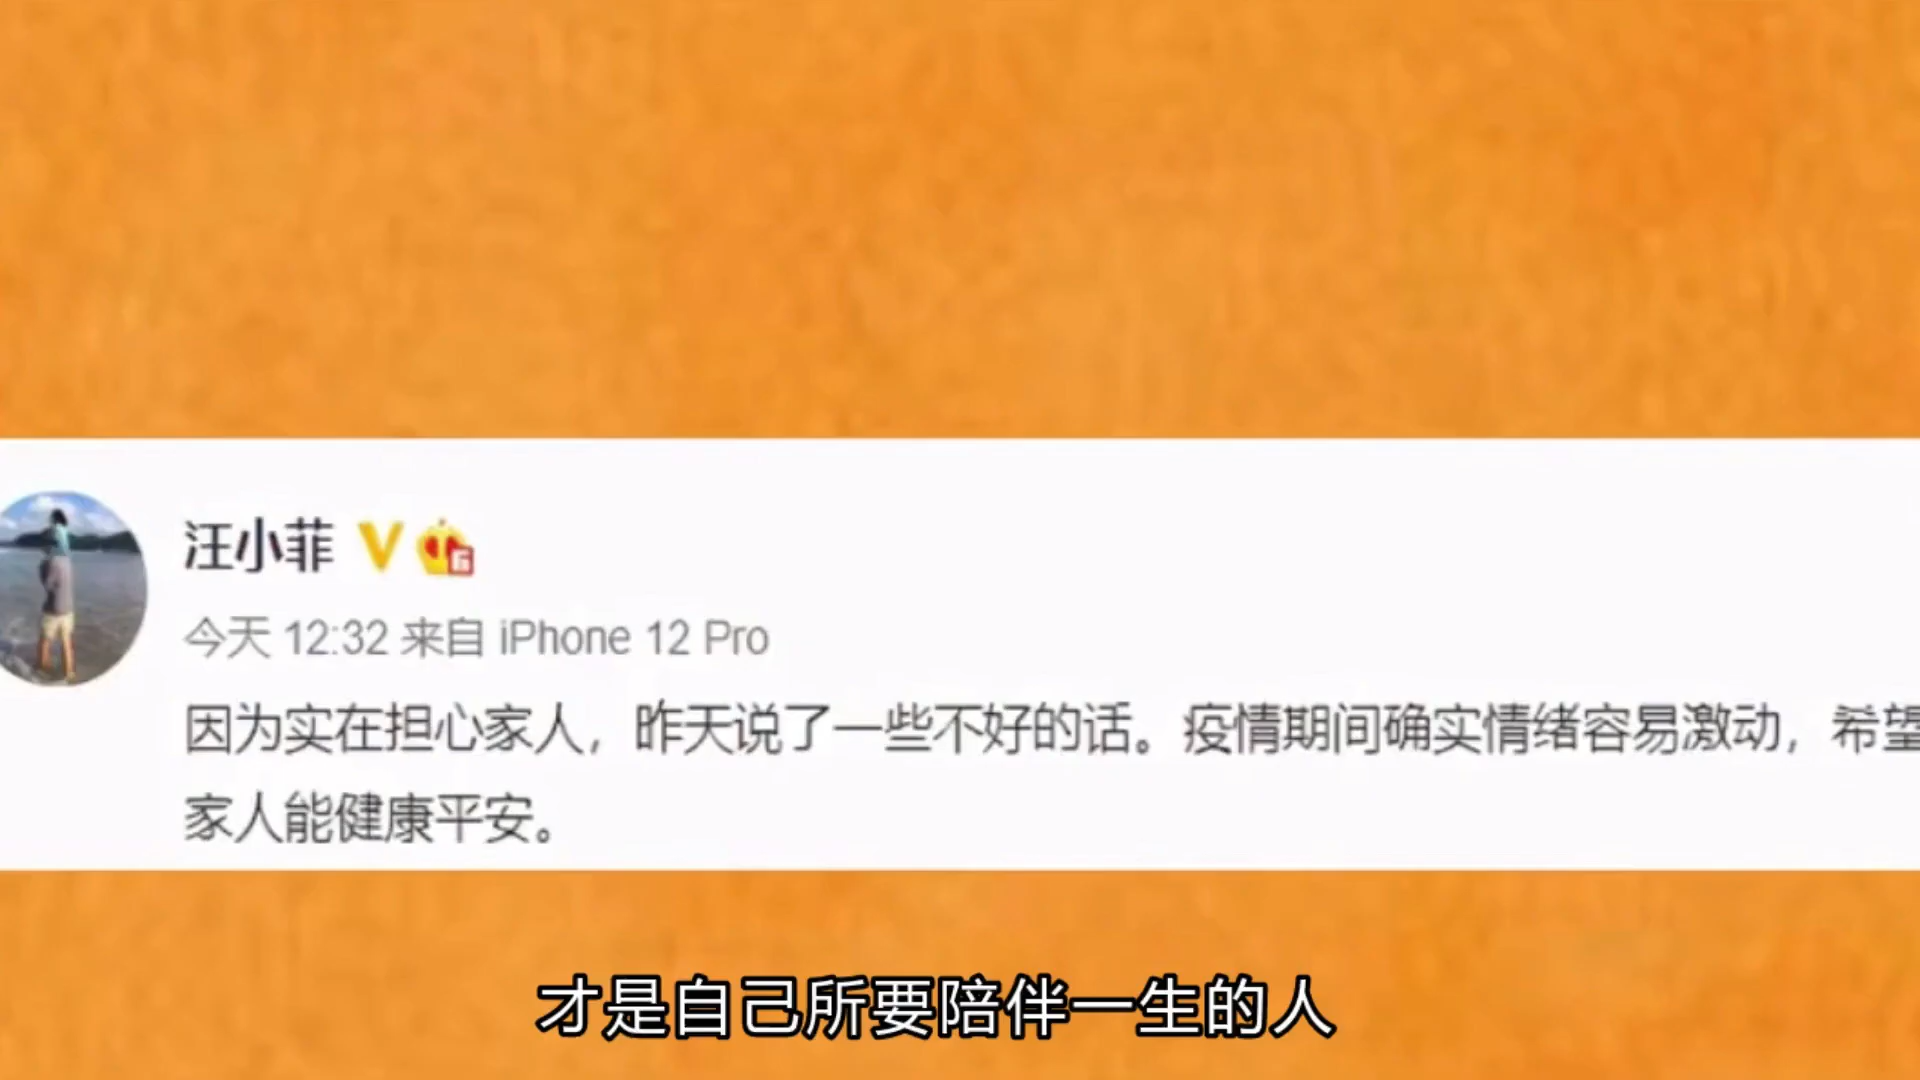 汪小菲
今天 12:32 来自 iPhone 12 Pro
因为实在担心家人，昨天说了一些不好的话。疫情期间确实情绪容易激动，希望
家人能健康平安。
才是自己所要陪伴一生的人